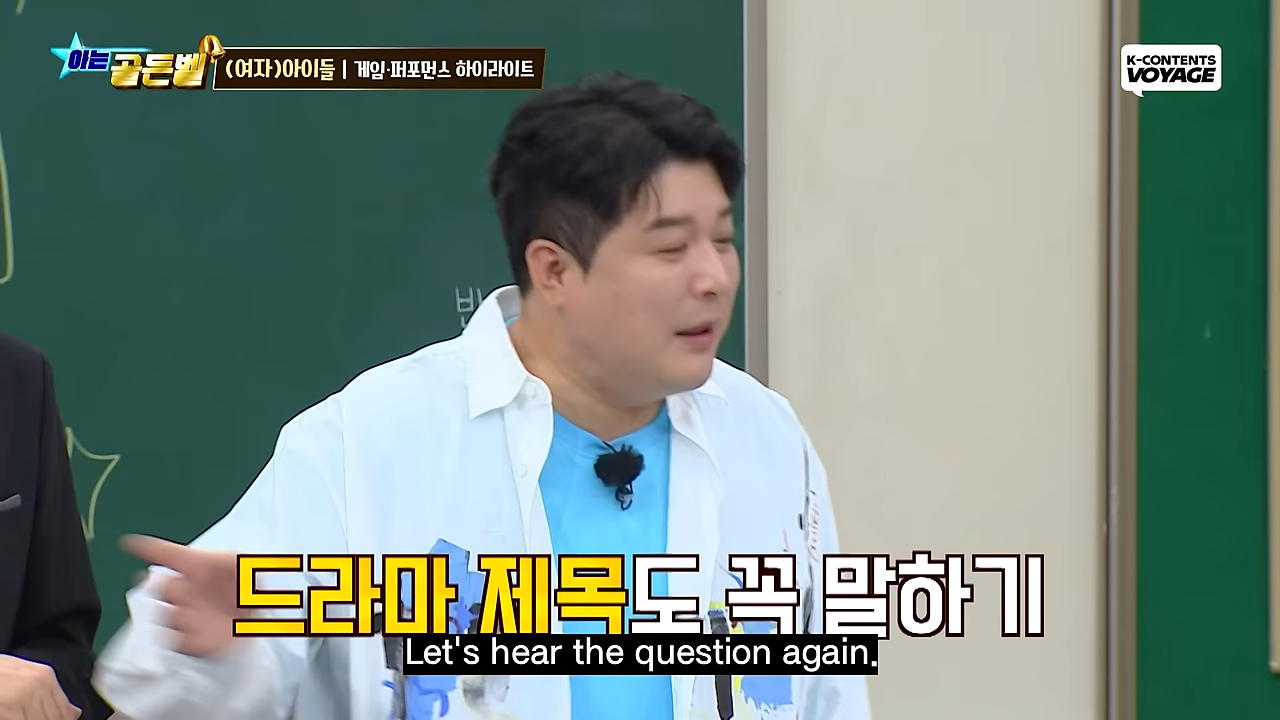 아는 골든벨 (여자)아이들 | 게임·퍼포먼스 하이라이트
K-CONTENTS
VOYAGE
드라마 제목도 꼭 말하기
Let's hear the question again.